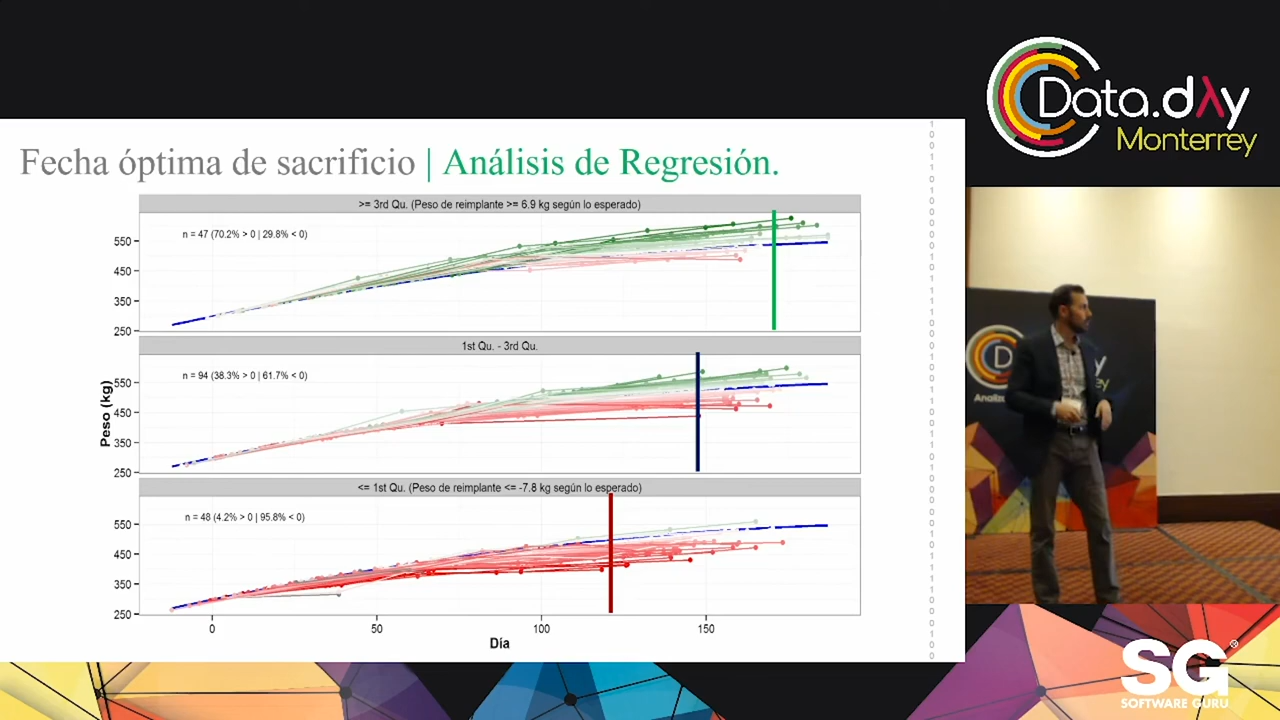 Data.dλy
Monterrey
Fecha óptima de sacrificio | Análisis de Regresión.
>= 3rd Qu. (Peso de reimplante >= 6.9 kg según lo esperado)
n = 47 (70.2% > 0 | 29.8% < 0)
550
450
350
250
1st Qu. - 3rd Qu.
n = 94 (38.3% > 0 | 61.7% < 0)
550
450
350
250
<= 1st Qu. (Peso de reimplante <= -7.8 kg según lo esperado)
n = 48 (4.2% > 0 | 95.8% < 0)
550
450
350
250
Peso (kg)
0
50
100
150
Día
SG®
SOFTWARE GURU